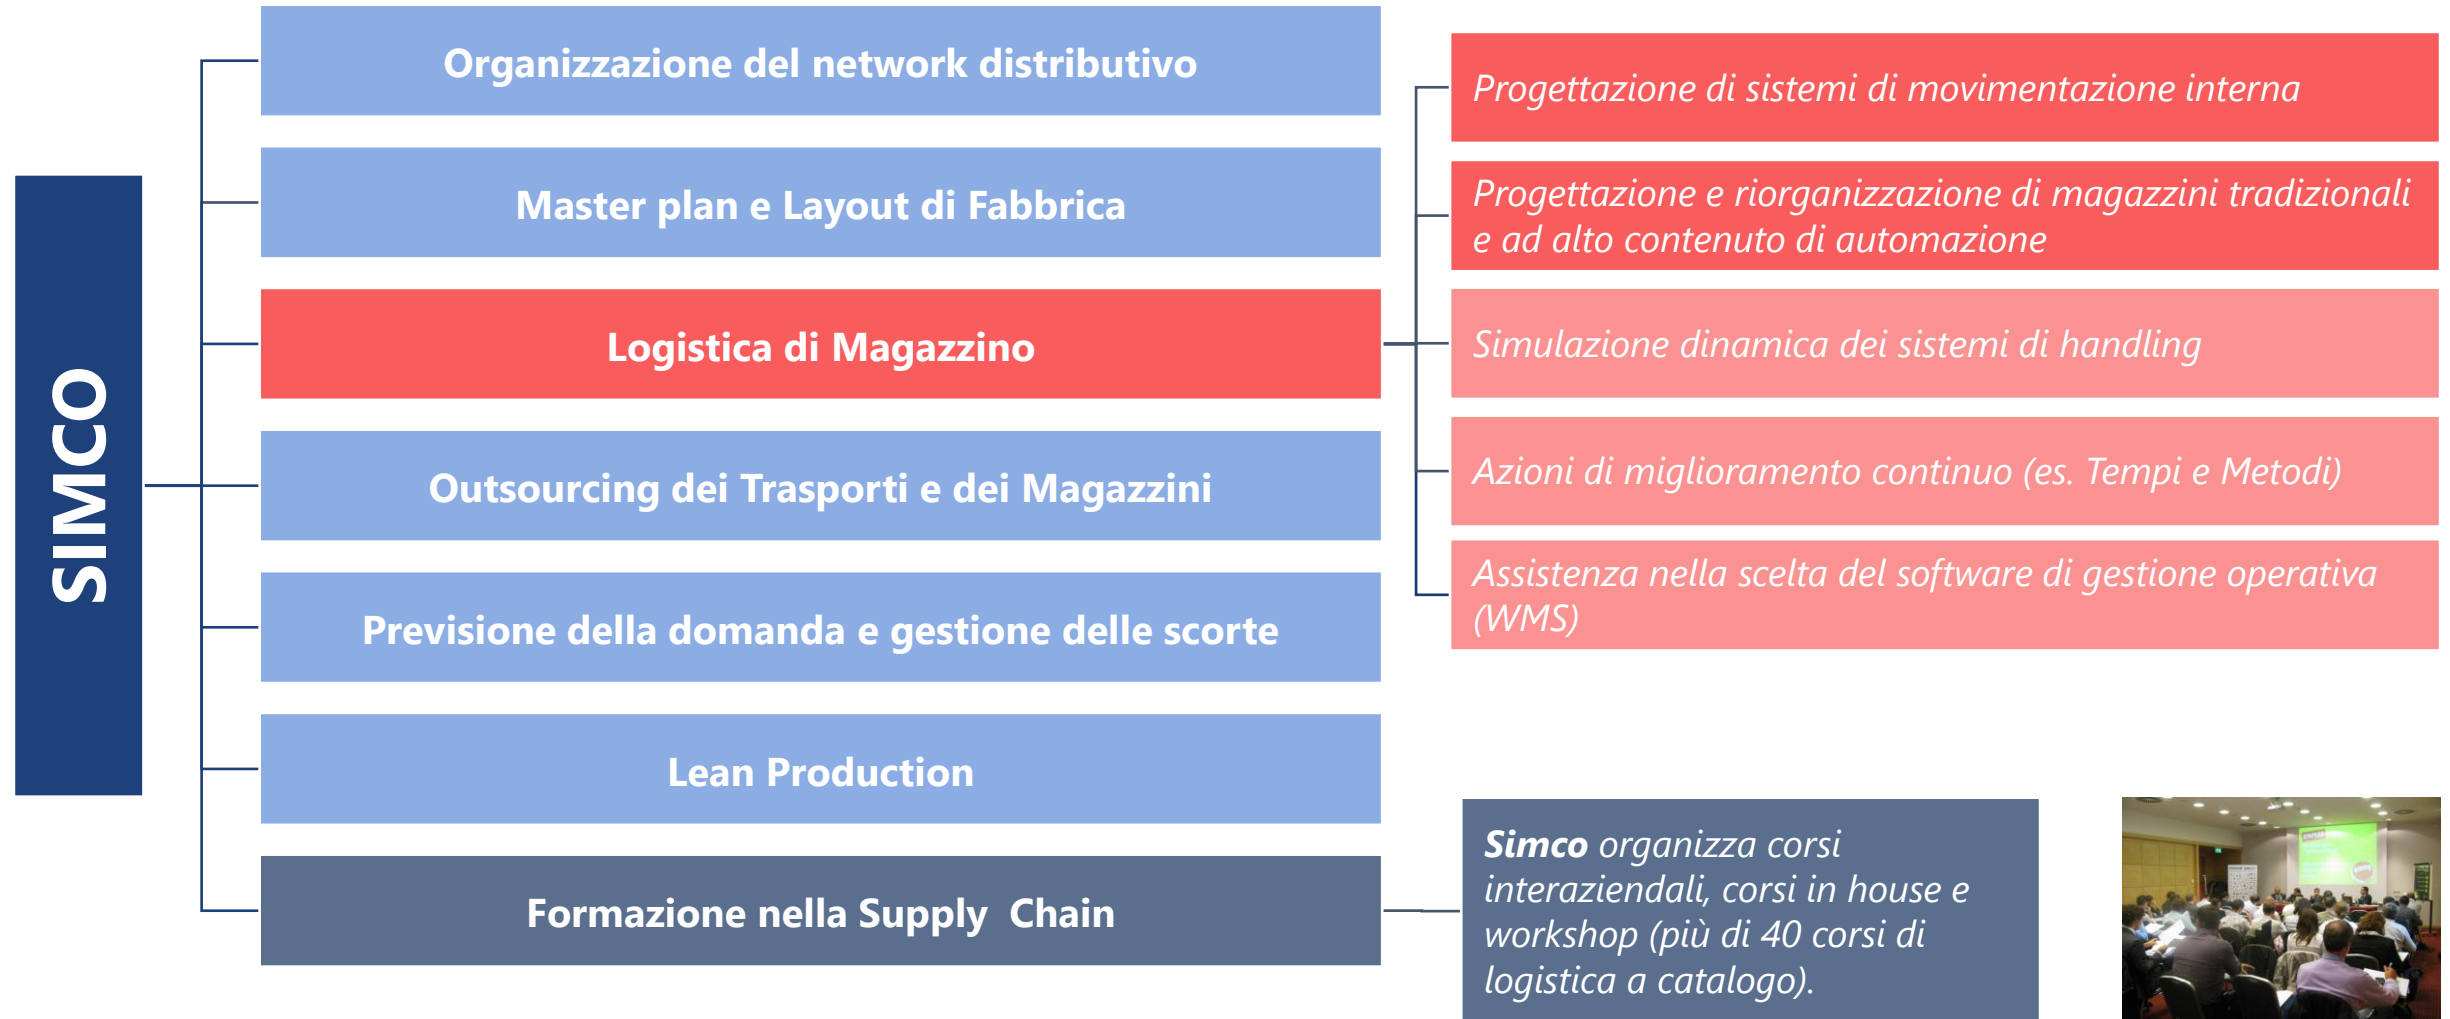 SIMCO
Organizzazione del network distributivo
Master plan e Layout di Fabbrica
Logistica di Magazzino
Outsourcing dei Trasporti e dei Magazzini
Previsione della domanda e gestione delle scorte
Lean Production
Formazione nella Supply  Chain
Progettazione di sistemi di movimentazione interna
Progettazione e riorganizzazione di magazzini tradizionali
e ad alto contenuto di automazione
Simulazione dinamica dei sistemi di handling
Azioni di miglioramento continuo (es. Tempi e Metodi)
Assistenza nella scelta del software di gestione operativa
(WMS)
Simco organizza corsi
interaziendali, corsi in house e
workshop (più di 40 corsi di
logistica a catalogo).